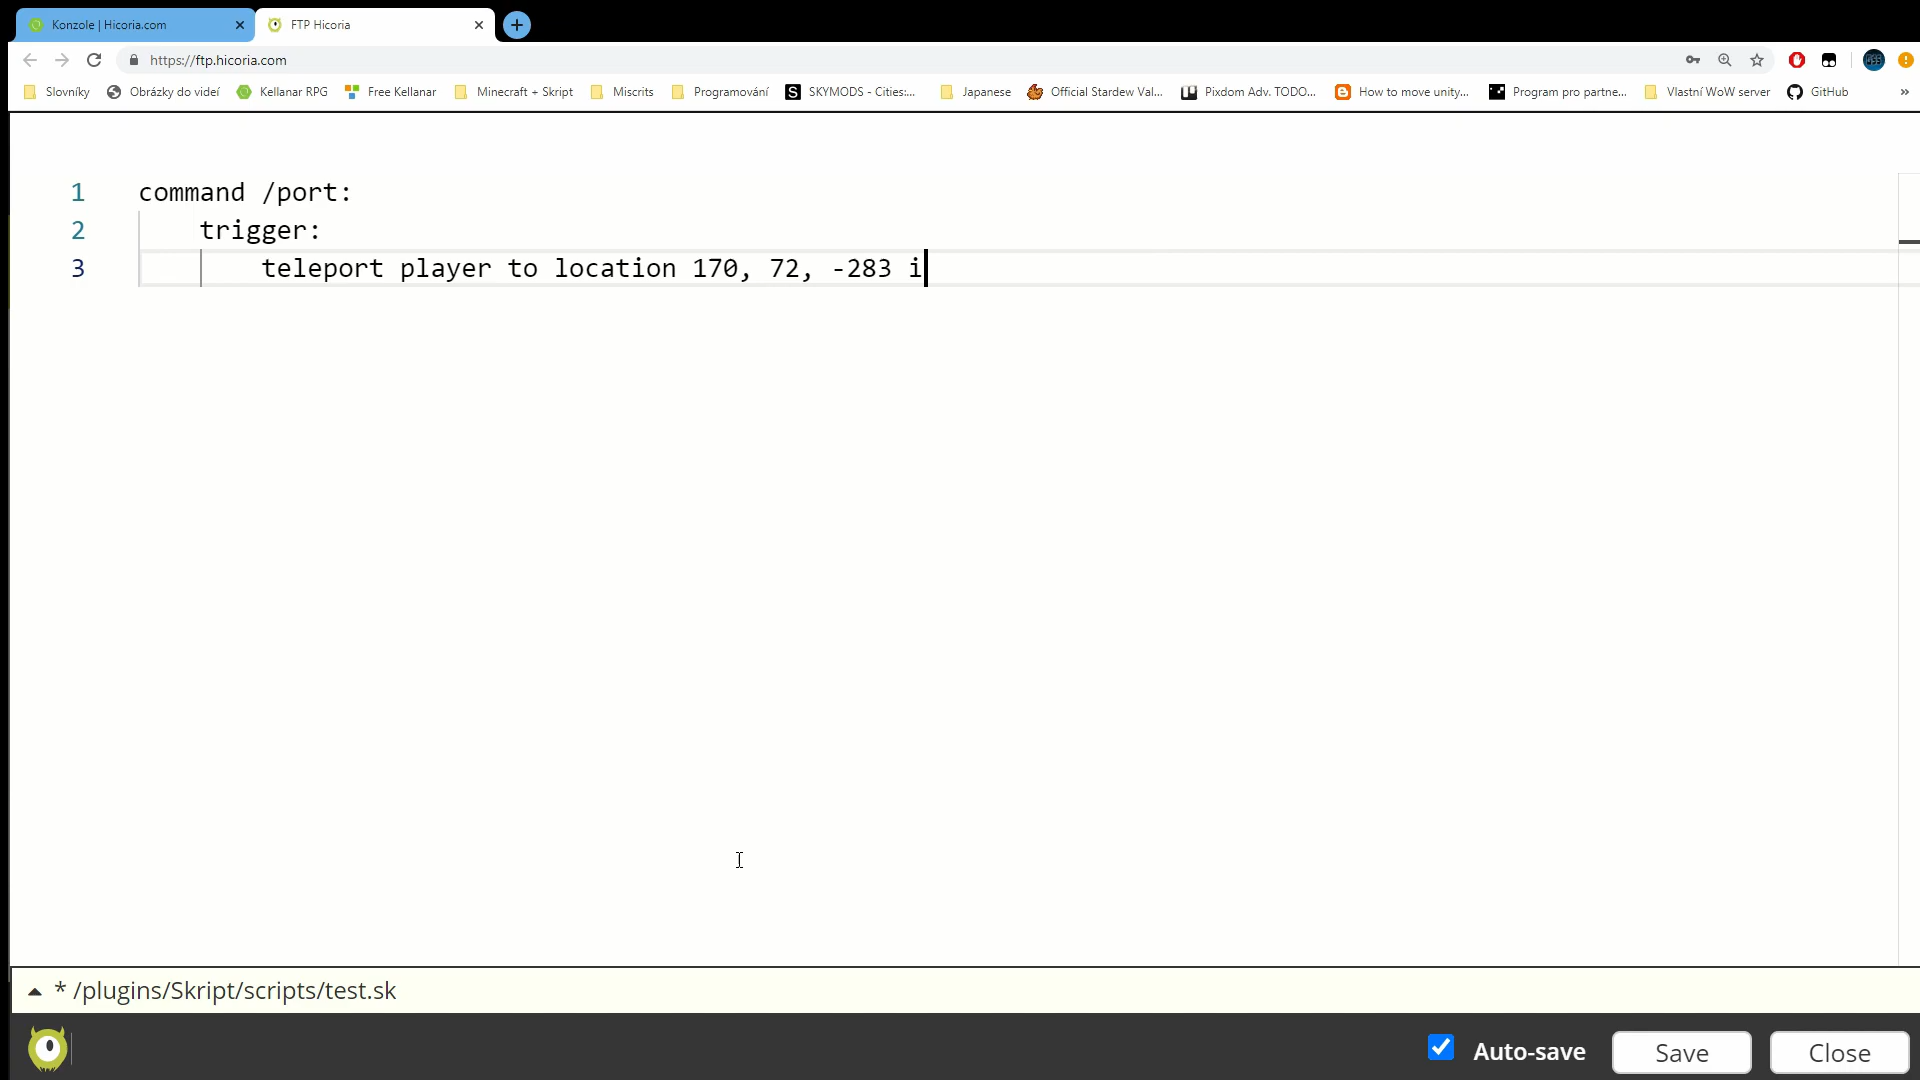 Konzole | Hicoria.com
FTP Hicoria
https://ftp.hicoria.com
Slovníky Obrázky do videí Kellanar RPG Free Kellanar Minecraft + Skript Miscrits Programování SKYMODS - Cities:... Japanese Official Stardew Val... Pixdom Adv. TODO... How to move unity... Program pro partne... Vlastní WoW server GitHub »
1 command /port:
2 trigger:
3 teleport player to location 170, 72, -283 i
* /plugins/Skript/scripts/test.sk
Auto-save Save Close